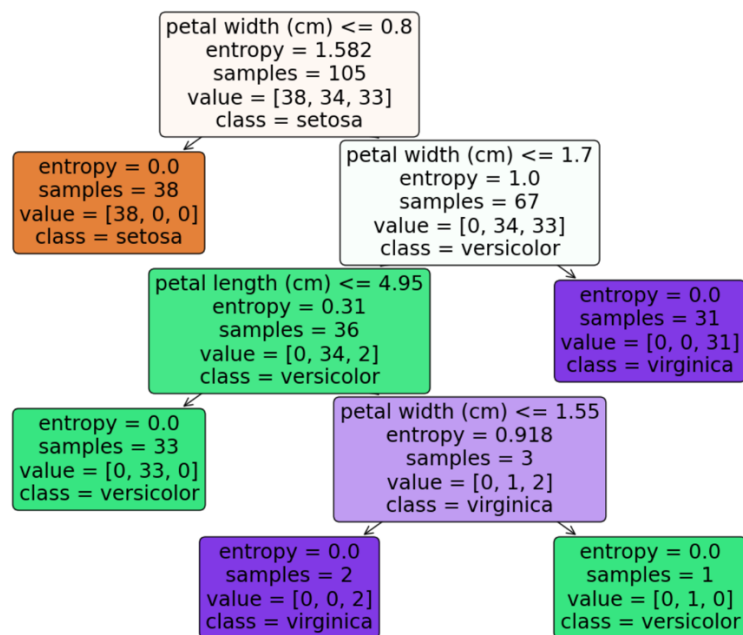 petal width (cm) <= 0.8
entropy = 1.582
samples = 105
value = [38, 34, 33]
class = setosa
entropy = 0.0
samples = 38
value = [38, 0, 0]
class = setosa
petal width (cm) <= 1.7
entropy = 1.0
samples = 67
value = [0, 34, 33]
class = versicolor
petal length (cm) <= 4.95
entropy = 0.31
samples = 36
value = [0, 34, 2]
class = versicolor
entropy = 0.0
samples = 31
value = [0, 0, 31]
class = virginica
entropy = 0.0
samples = 33
value = [0, 33, 0]
class = versicolor
petal width (cm) <= 1.55
entropy = 0.918
samples = 3
value = [0, 1, 2]
class = virginica
entropy = 0.0
samples = 2
value = [0, 0, 2]
class = virginica
entropy = 0.0
samples = 1
value = [0, 1, 0]
class = versicolor